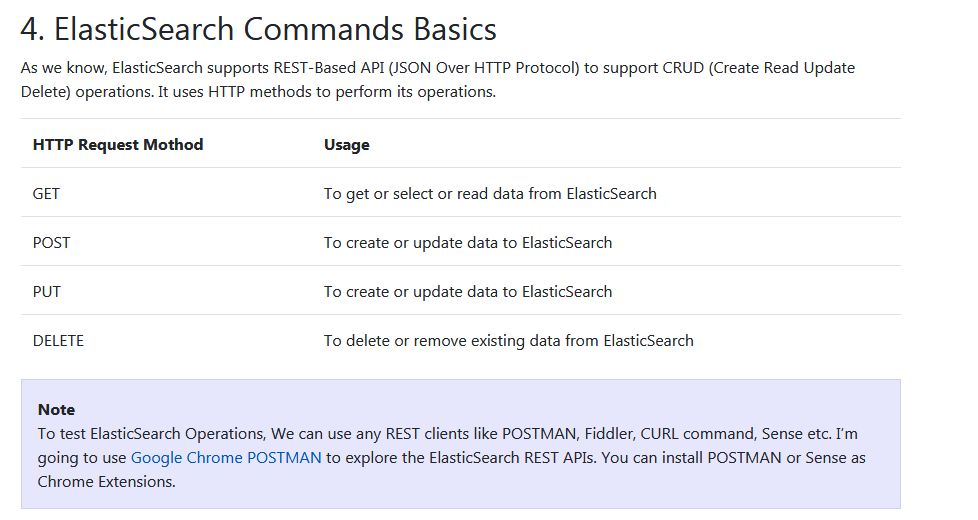 4. ElasticSearch Commands Basics
As we know, ElasticSearch supports REST-Based API (JSON Over HTTP Protocol) to support CRUD (Create Read Update
Delete) operations. It uses HTTP methods to perform its operations.
HTTP Request Mothod Usage
GET To get or select or read data from ElasticSearch
POST To create or update data to ElasticSearch
PUT To create or update data to ElasticSearch
DELETE To delete or remove existing data from ElasticSearch
Note
To test ElasticSearch Operations, We can use any REST clients like POSTMAN, Fiddler, CURL command, Sense etc. I'm
going to use Google Chrome POSTMAN to explore the ElasticSearch REST APIs. You can install POSTMAN or Sense as
Chrome Extensions.